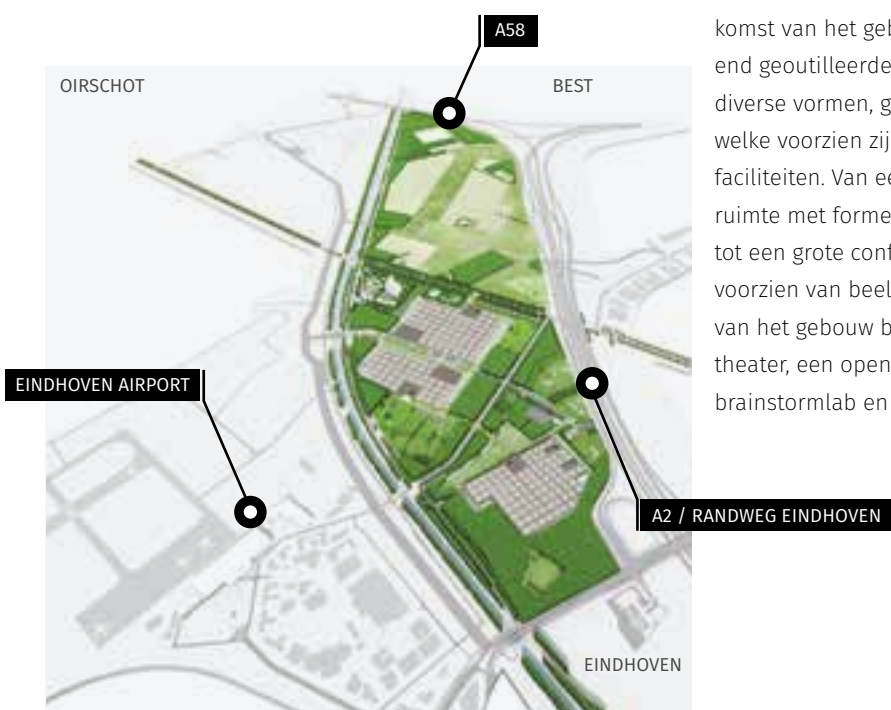 A58
OIRSCHOT
BEST
EINDHOVEN AIRPORT
A2 / RANDWEG EINDHOVEN
EINDHOVEN
komst van het geb
end geoutilleerde
diverse vormen, g
welke voorzien zij
faciliteiten. Van ee
ruimte met forme
tot een grote conf
voorzien van beel
van het gebouw b
theater, een open
brainstormlab en